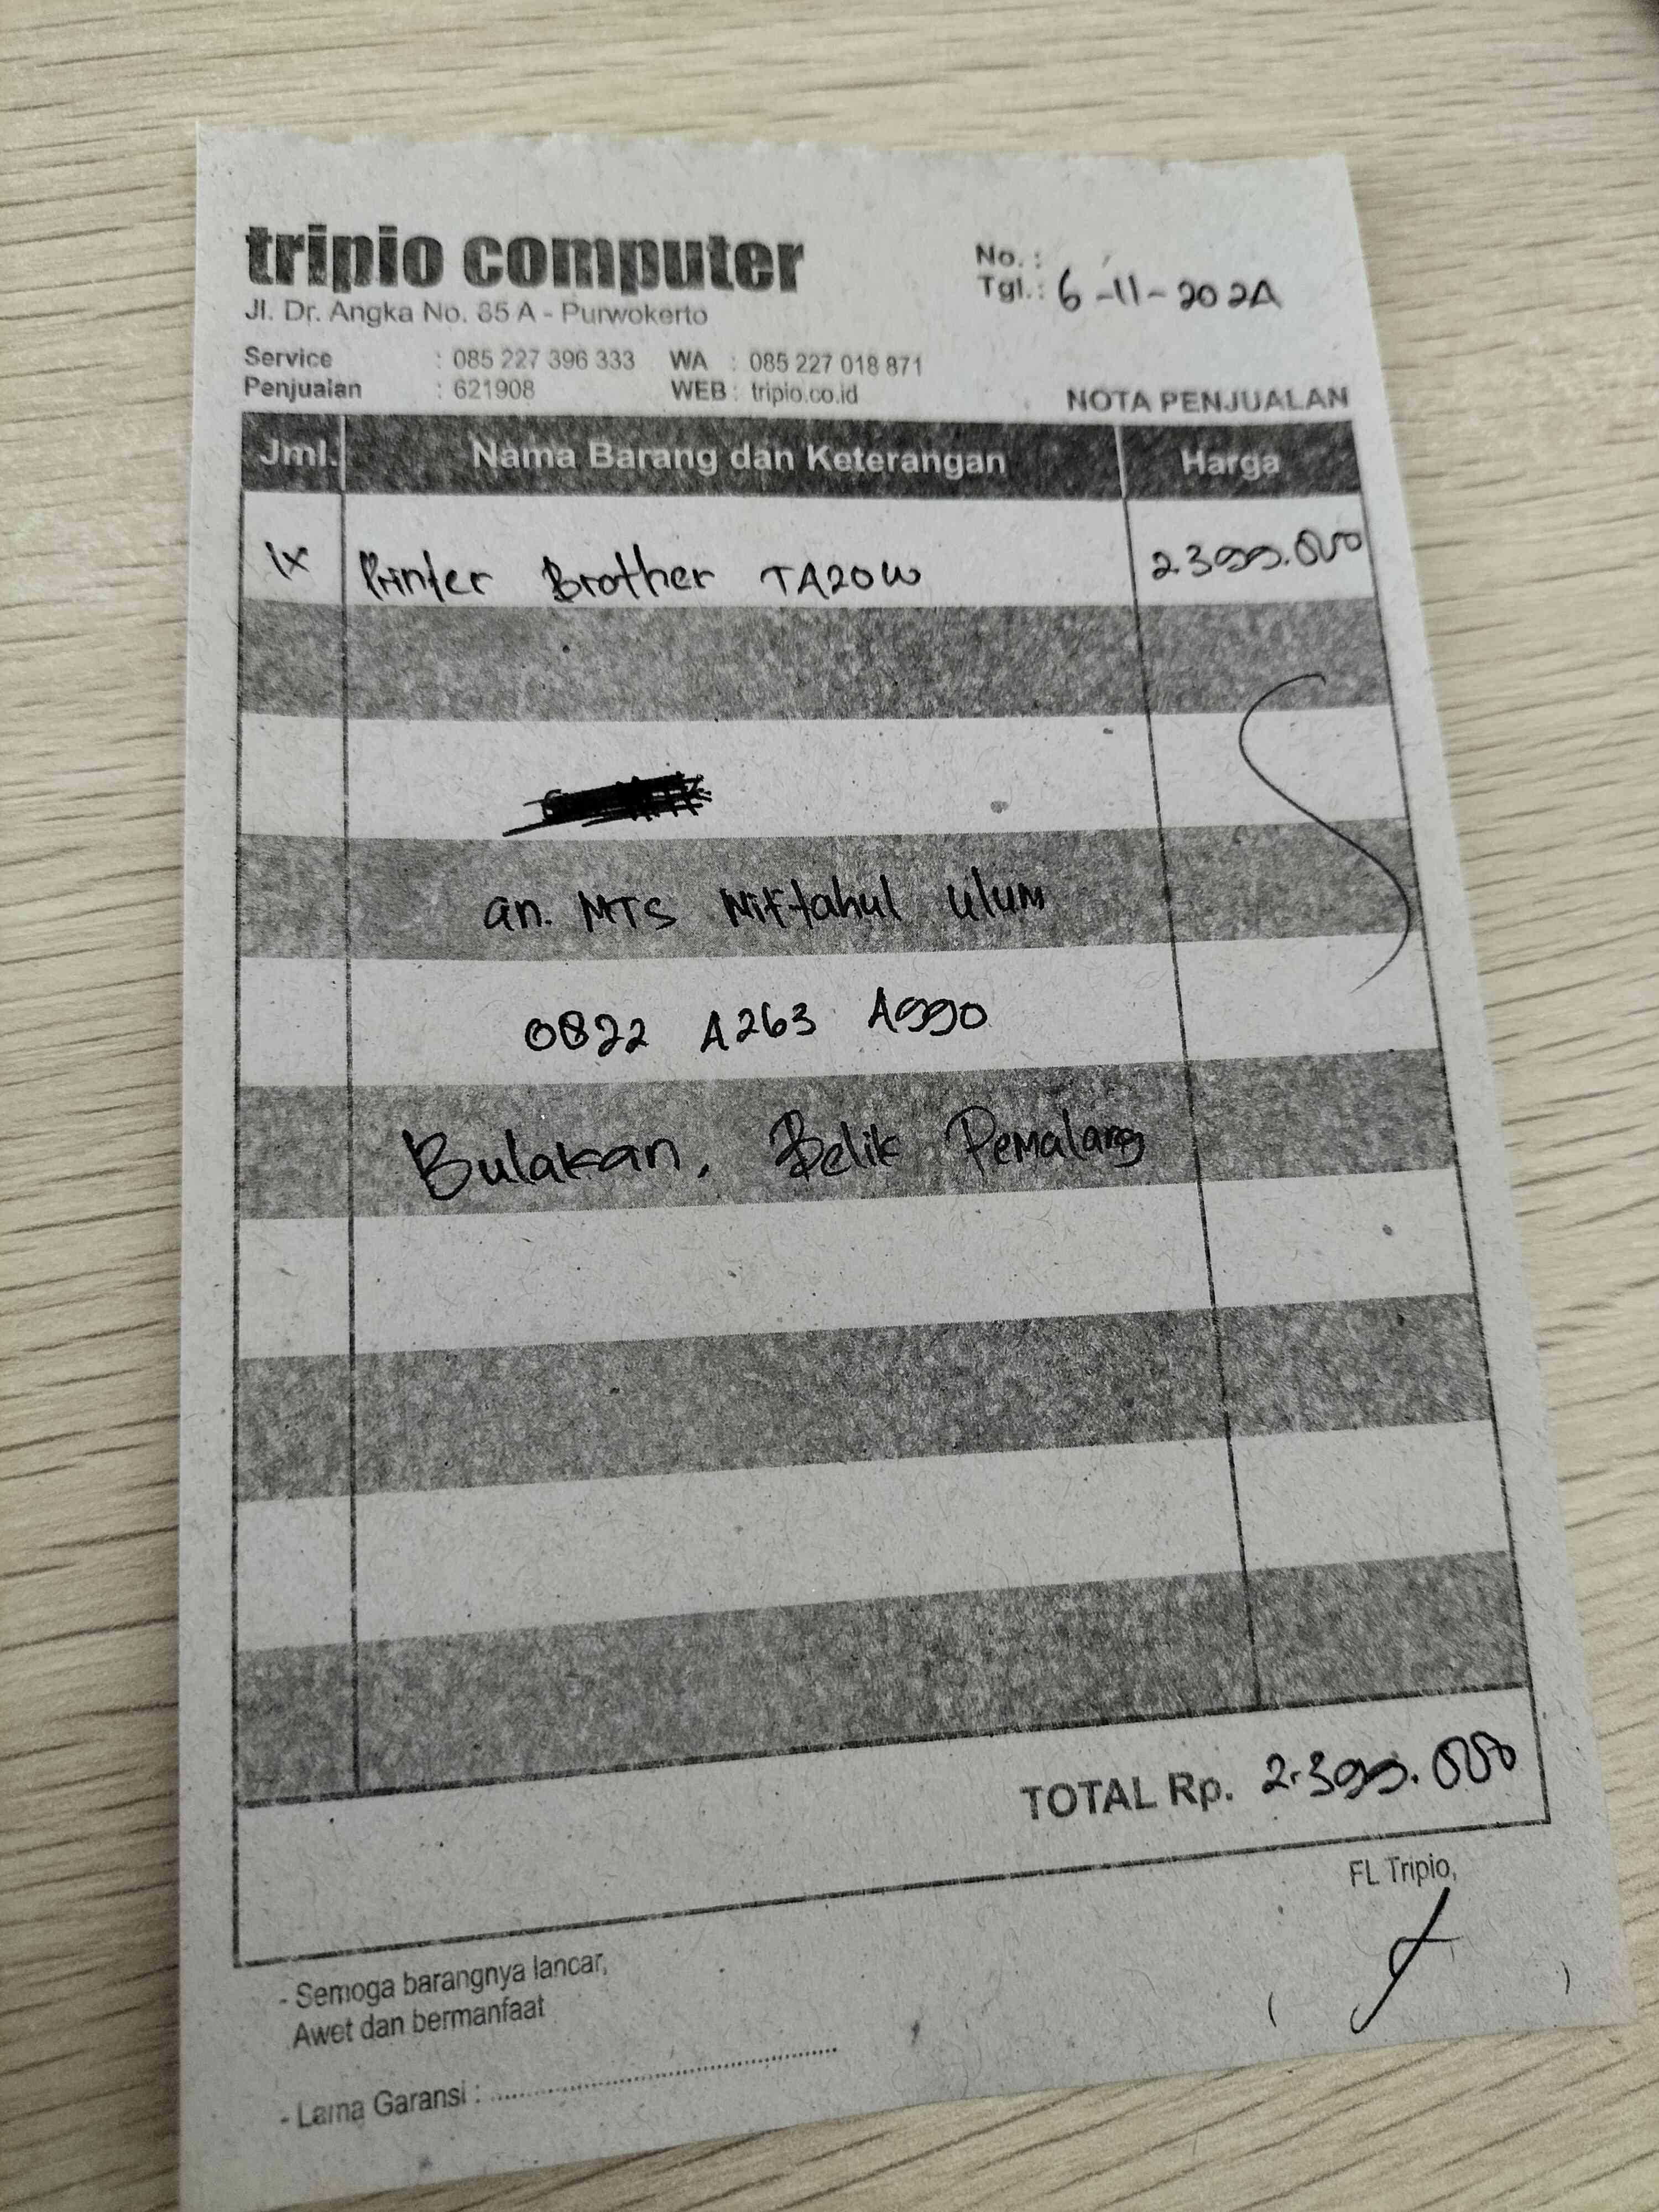 tripio computer
Jl. Dr. Angka No. 85 A - Purwokerto
No. :
Tgl. : 6-11-2024
Service : 085 227 396 333 WA : 085 227 018 871
Penjualan : 621908 WEB : tripio.co.id
NOTA PENJUALAN
Jml. Nama Barang dan Keterangan Harga
1x Printer Brother T420W 2.399.000
an. MTS Miftahul Ulum
0822 4263 4990
Bulakan, Belik Pemalang
TOTAL Rp. 2.399.000
FL Tripio,
( )
- Semoga barangnya lancar,
Awet dan bermanfaat
- Lama Garansi : ..........................................